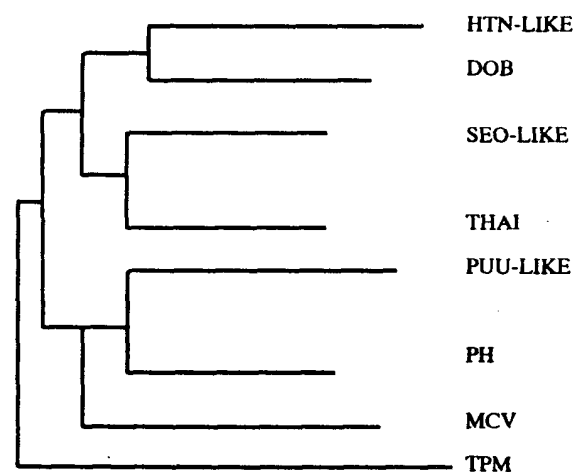 HTN-LIKE
DOB
SEO-LIKE
THAI
PUU-LIKE
PH
MCV
TPM